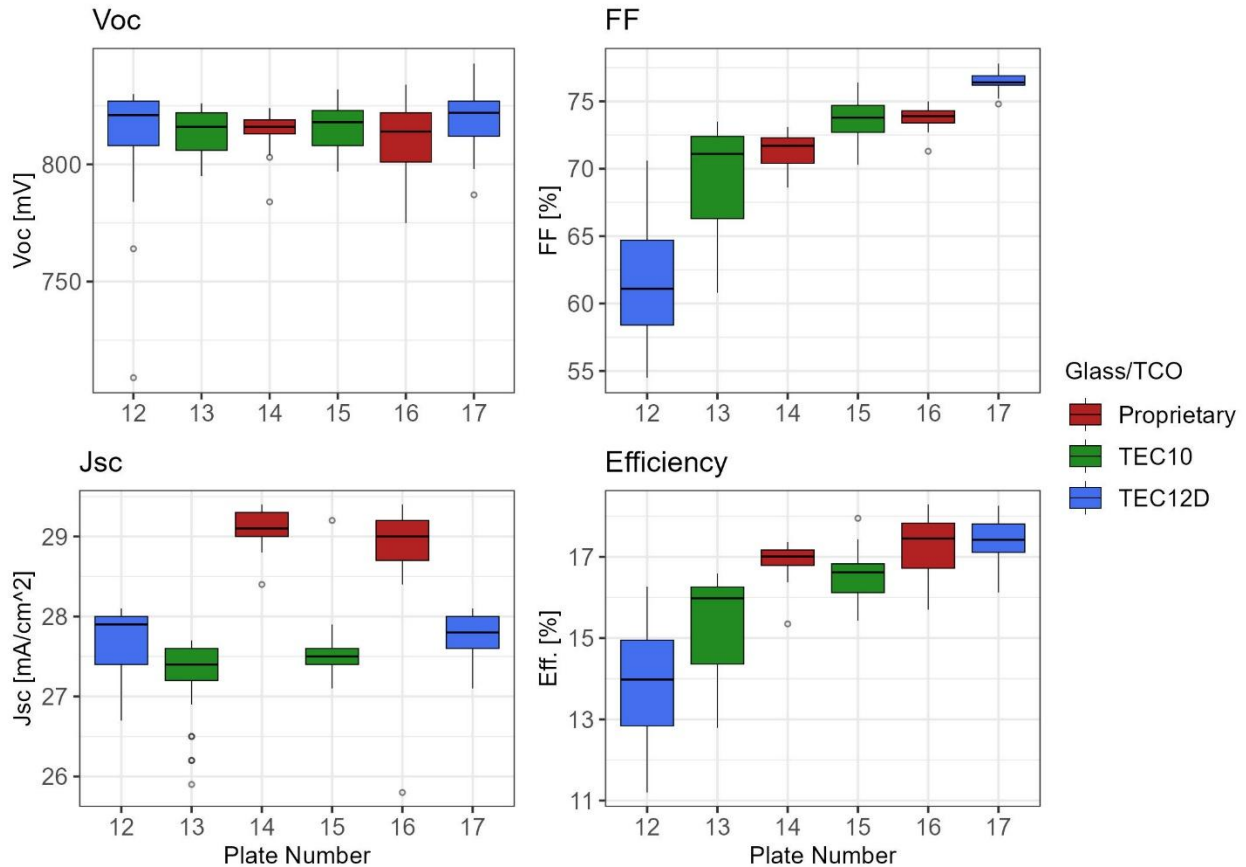 Voc
Voc [mV]
800
750
12 13 14 15 16 17
FF
FF [%]
75
70
65
60
55
12 13 14 15 16 17
Jsc
Jsc [mA/cm^2]
29
28
27
26
12 13 14 15 16 17
Plate Number
Efficiency
Eff. [%]
17
15
13
11
12 13 14 15 16 17
Plate Number
Glass/TCO
Proprietary
TEC10
TEC12D